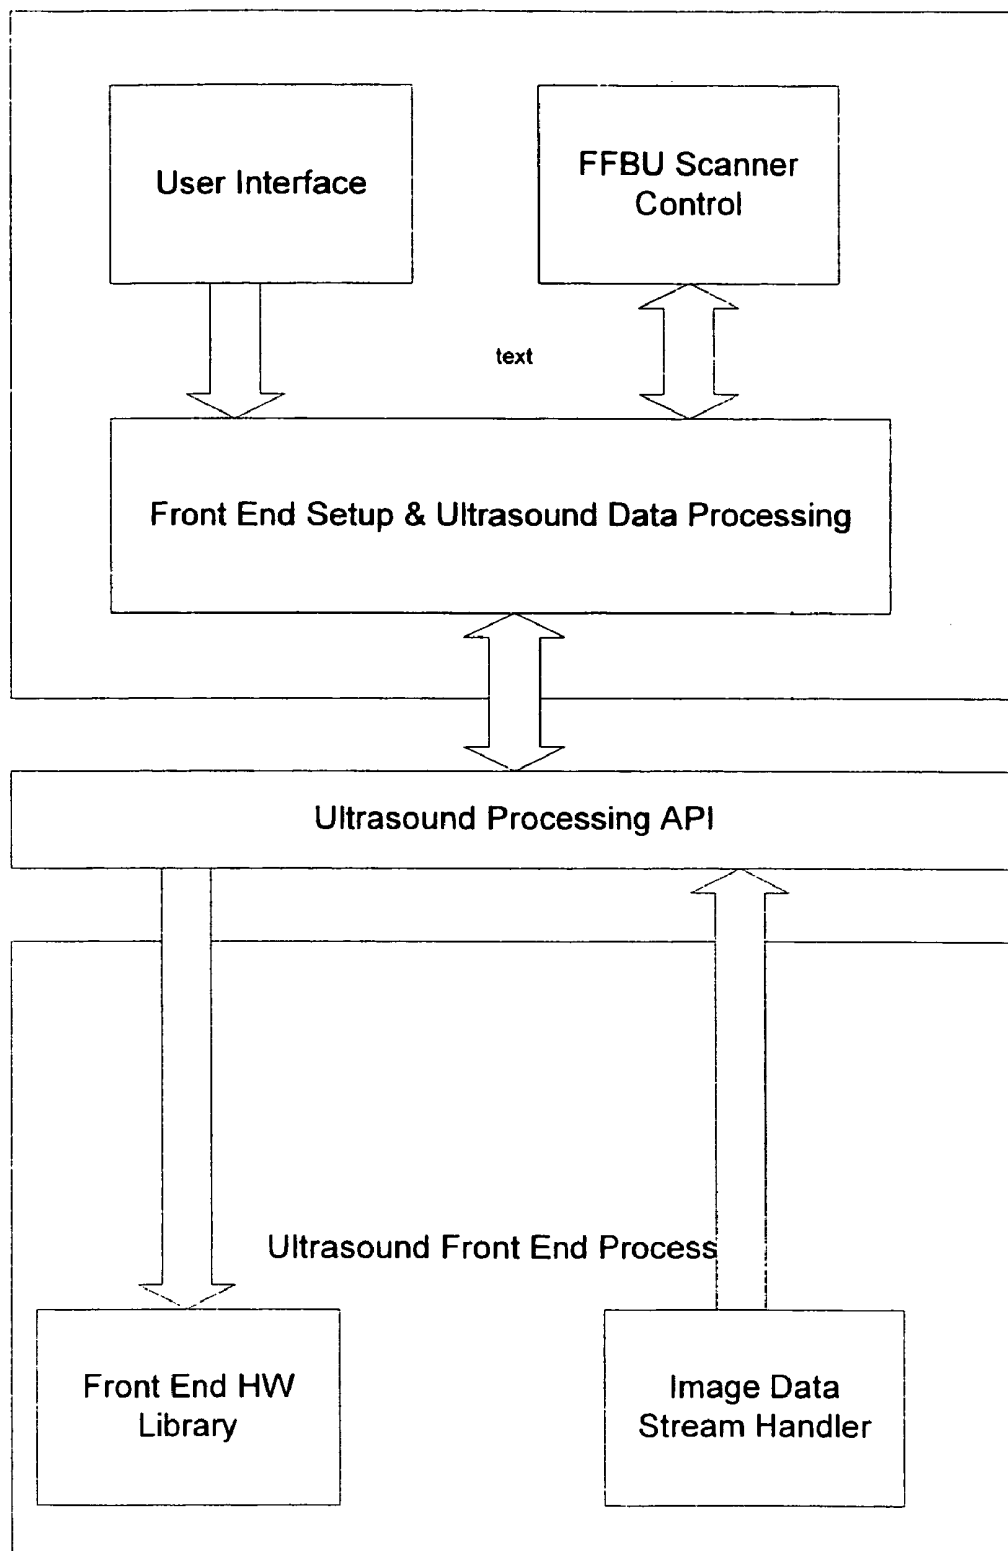 User Interface
FFBU Scanner
Control
text
Front End Setup & Ultrasound Data Processing
Ultrasound Processing API
Ultrasound Front End Process
Front End HW
Library
Image Data
Stream Handler